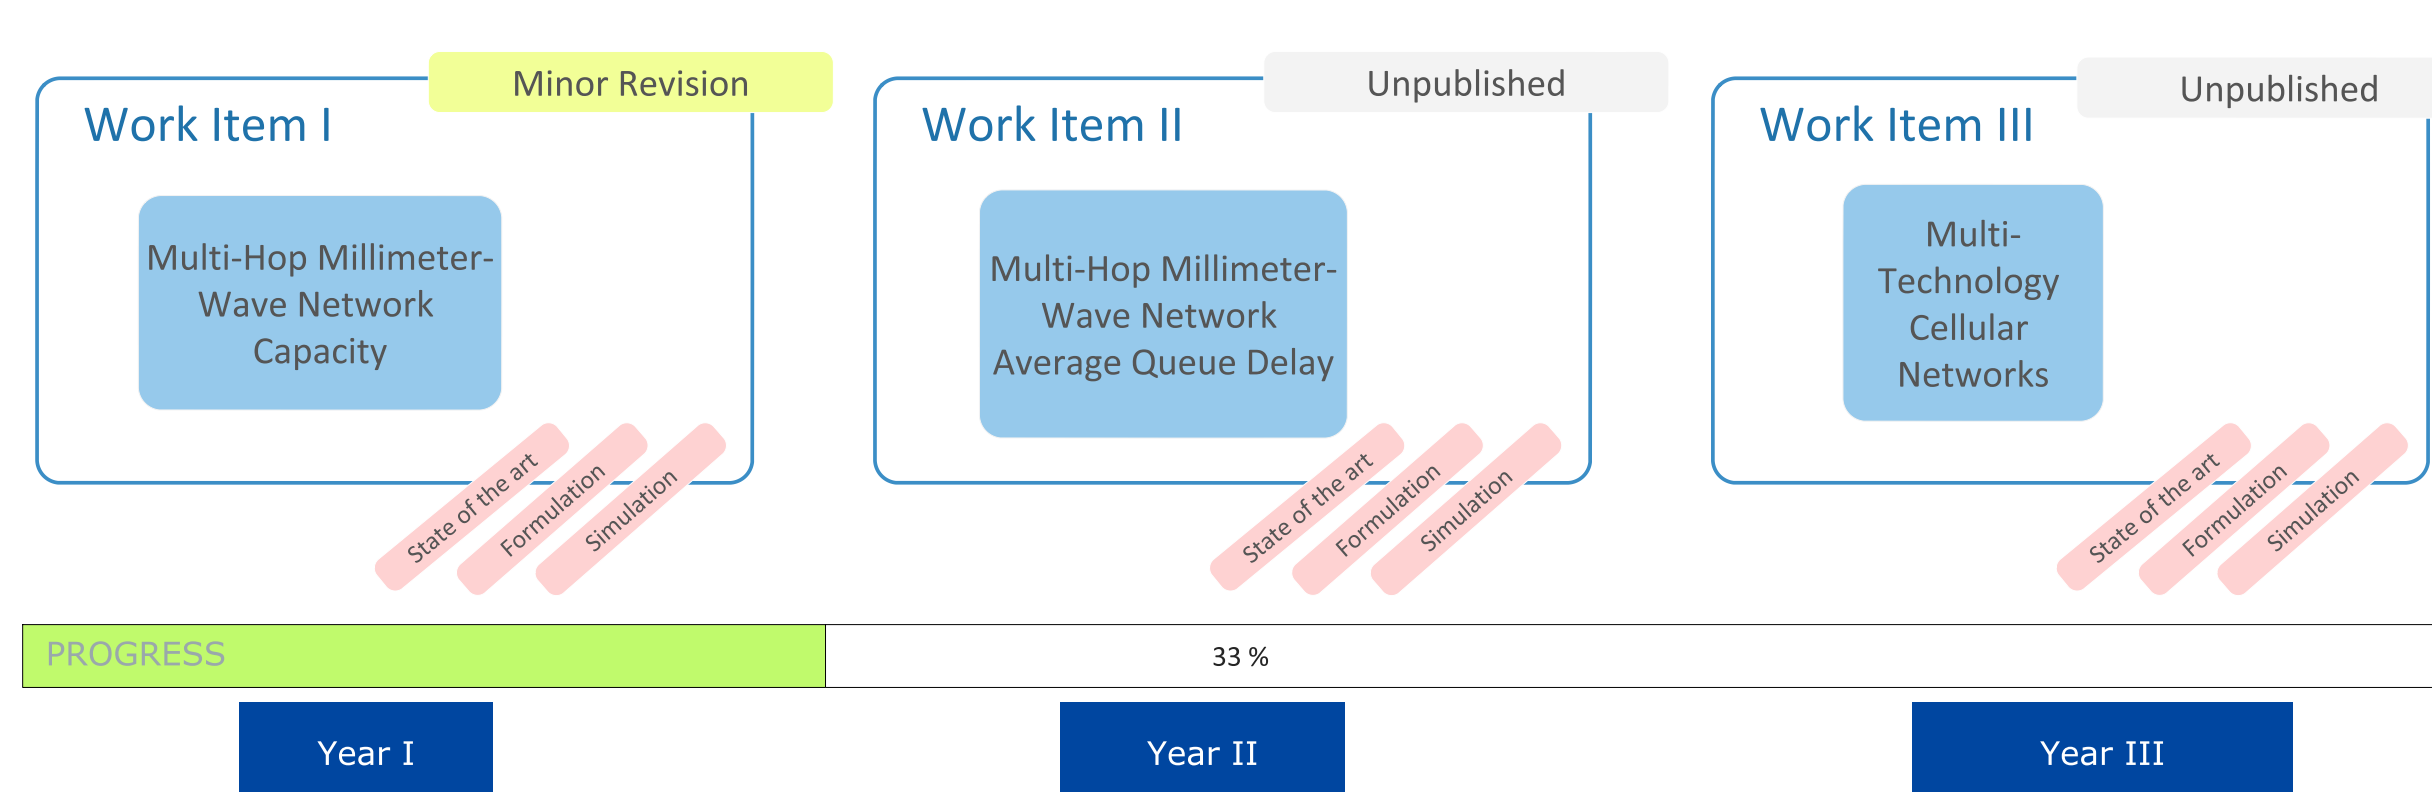 Minor Revision
Work Item I
Multi-Hop Millimeter-
Wave Network
Capacity
State of the art
Formulation
Simulation
Unpublished
Work Item II
Multi-Hop Millimeter-
Wave Network
Average Queue Delay
State of the art
Formulation
Simulation
Unpublished
Work Item III
Multi-
Technology
Cellular
Networks
State of the art
Formulation
Simulation
PROGRESS
33 %
Year I
Year II
Year III